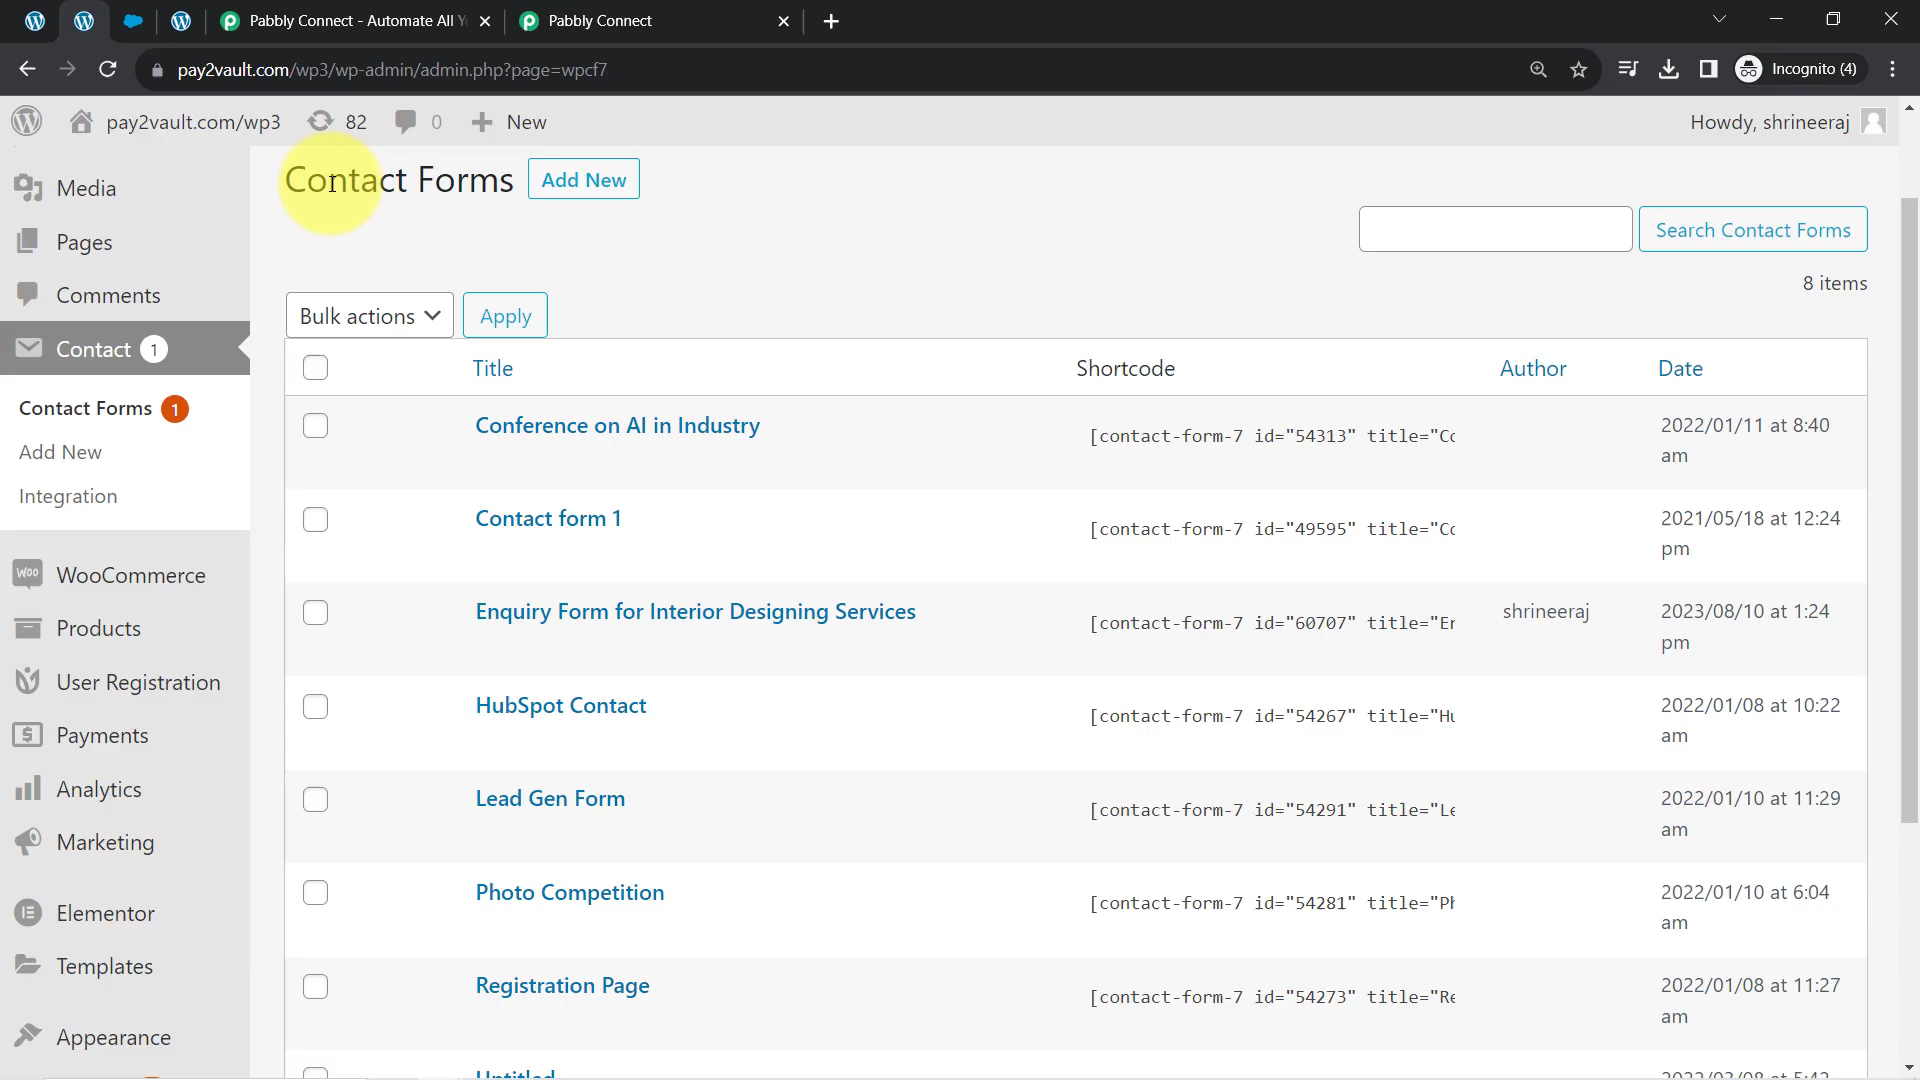 Pabbly Connect - Automate All Y
Pabbly Connect
pay2vault.com/wp3/wp-admin/admin.php?page=wpcf7
Incognito (4)
pay2vault.com/wp3
82
0
New
Howdy, shrineeraj
Media
Pages
Comments
Contact 1
Contact Forms 1
Add New
Integration
WooCommerce
Products
User Registration
Payments
Analytics
Marketing
Elementor
Templates
Appearance
Contact Forms
Add New
Search Contact Forms
8 items
Bulk actions
Apply
Title Shortcode Author Date
Conference on AI in Industry
[contact-form-7 id="54313" title="Co
2022/01/11 at 8:40
am
Contact form 1
[contact-form-7 id="49595" title="Co
2021/05/18 at 12:24
pm
Enquiry Form for Interior Designing Services
[contact-form-7 id="60707" title="En
shrineeraj
2023/08/10 at 1:24
pm
HubSpot Contact
[contact-form-7 id="54267" title="Hu
2022/01/08 at 10:22
am
Lead Gen Form
[contact-form-7 id="54291" title="Le
2022/01/10 at 11:29
am
Photo Competition
[contact-form-7 id="54281" title="Ph
2022/01/10 at 6:04
am
Registration Page
[contact-form-7 id="54273" title="Re
2022/01/08 at 11:27
am
Untitled
2022/03/08 at 5:42